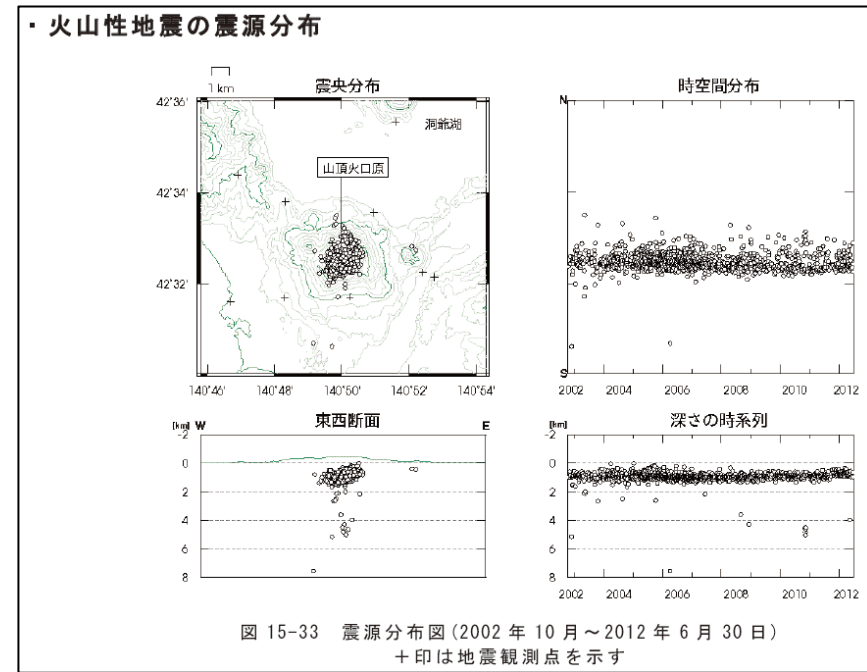 ・火山性地震の震源分布
1 km
震央分布
42°36'
42°34'
42°32'
洞爺湖
山頂火口原
140°46' 140°48' 140°50' 140°52' 140°54'
時空間分布
N
S
2002 2004 2006 2008 2010 2012
[km] W 東西断面 E
-2
0
2
4
6
8
[km] 深さの時系列
-2
0
2
4
6
8
2002 2004 2006 2008 2010 2012
図 15-33 震源分布図(2002 年 10 月～2012 年 6 月 30 日)
＋印は地震観測点を示す